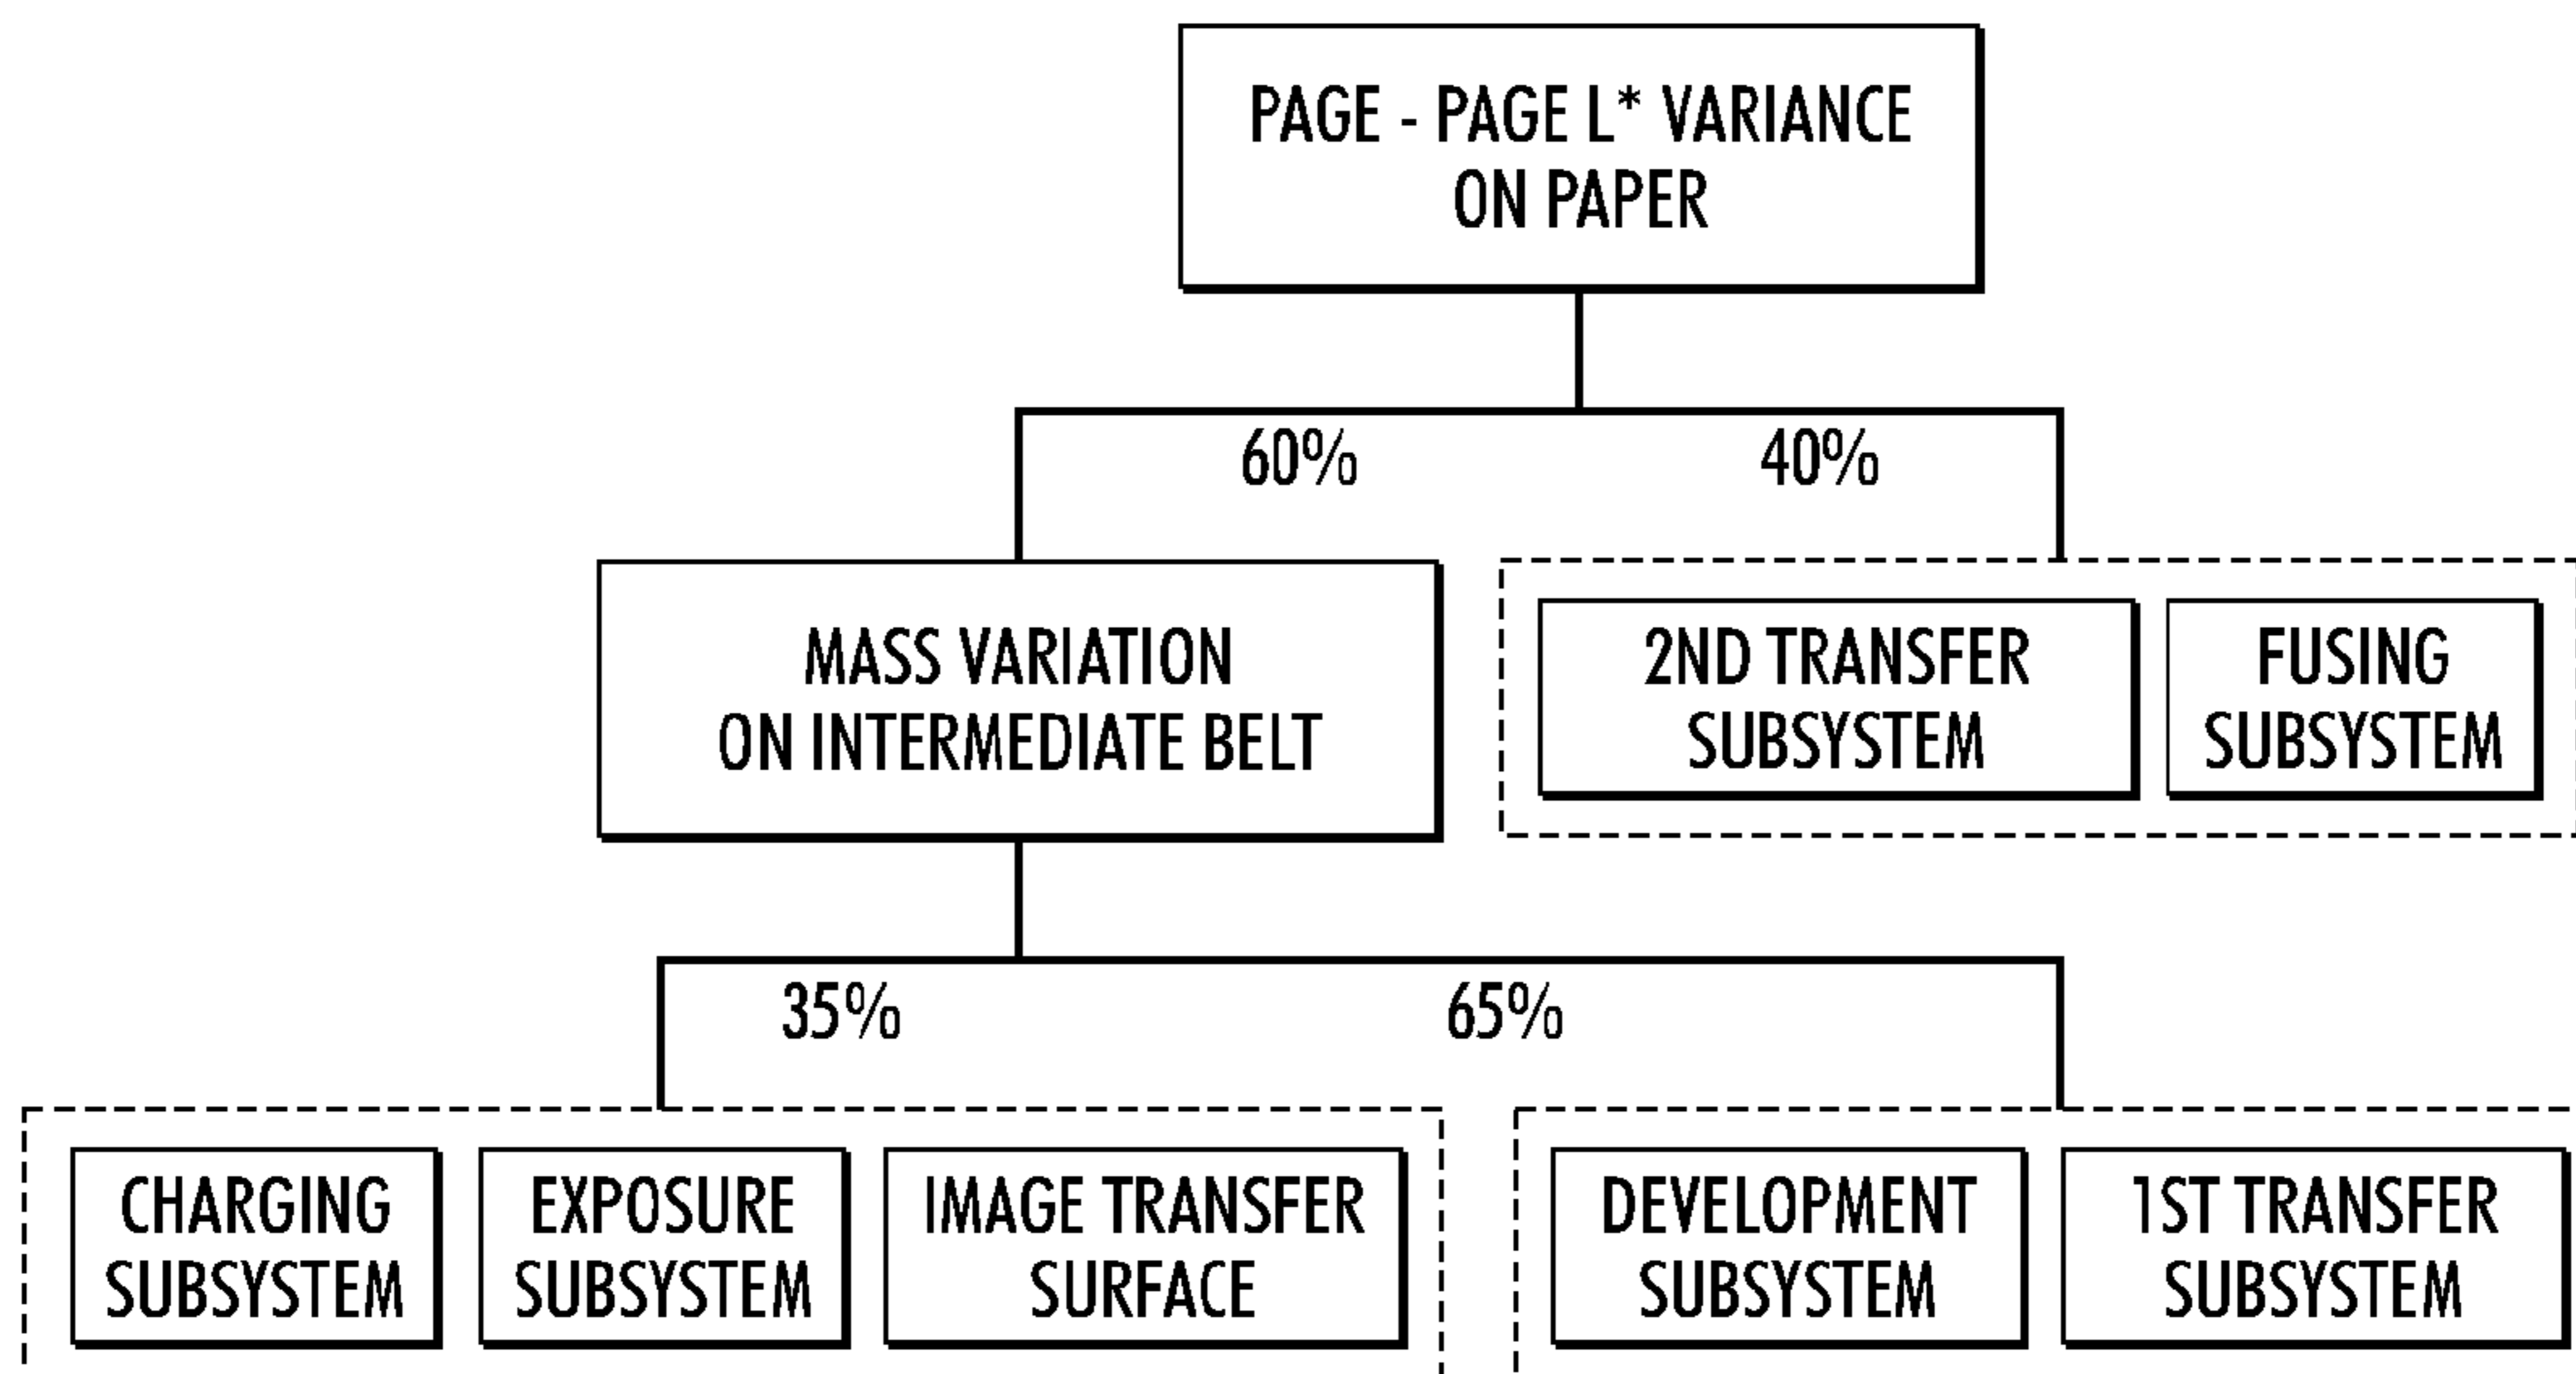 PAGE - PAGE L* VARIANCE
ON PAPER
60%
40%
MASS VARIATION
ON INTERMEDIATE BELT
2ND TRANSFER
SUBSYSTEM
FUSING
SUBSYSTEM
35%
65%
CHARGING
SUBSYSTEM
EXPOSURE
SUBSYSTEM
IMAGE TRANSFER
SURFACE
DEVELOPMENT
SUBSYSTEM
1ST TRANSFER
SUBSYSTEM